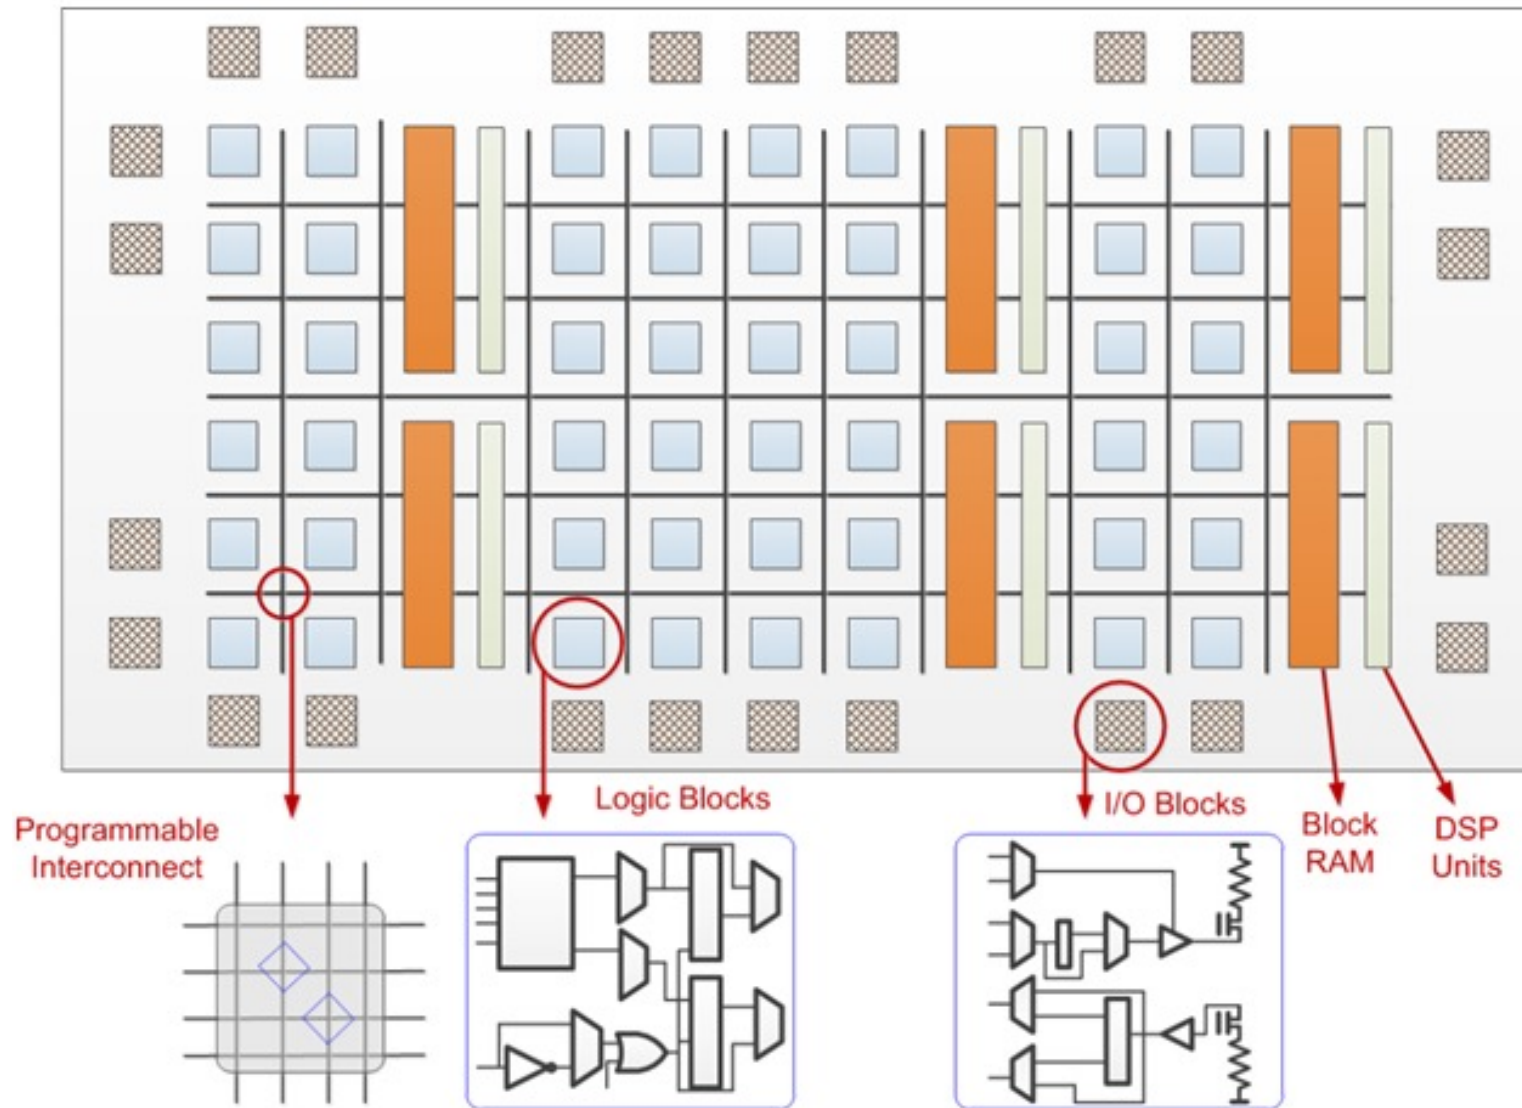 Programmable
Interconnect
Logic Blocks
I/O Blocks
Block
RAM
DSP
Units